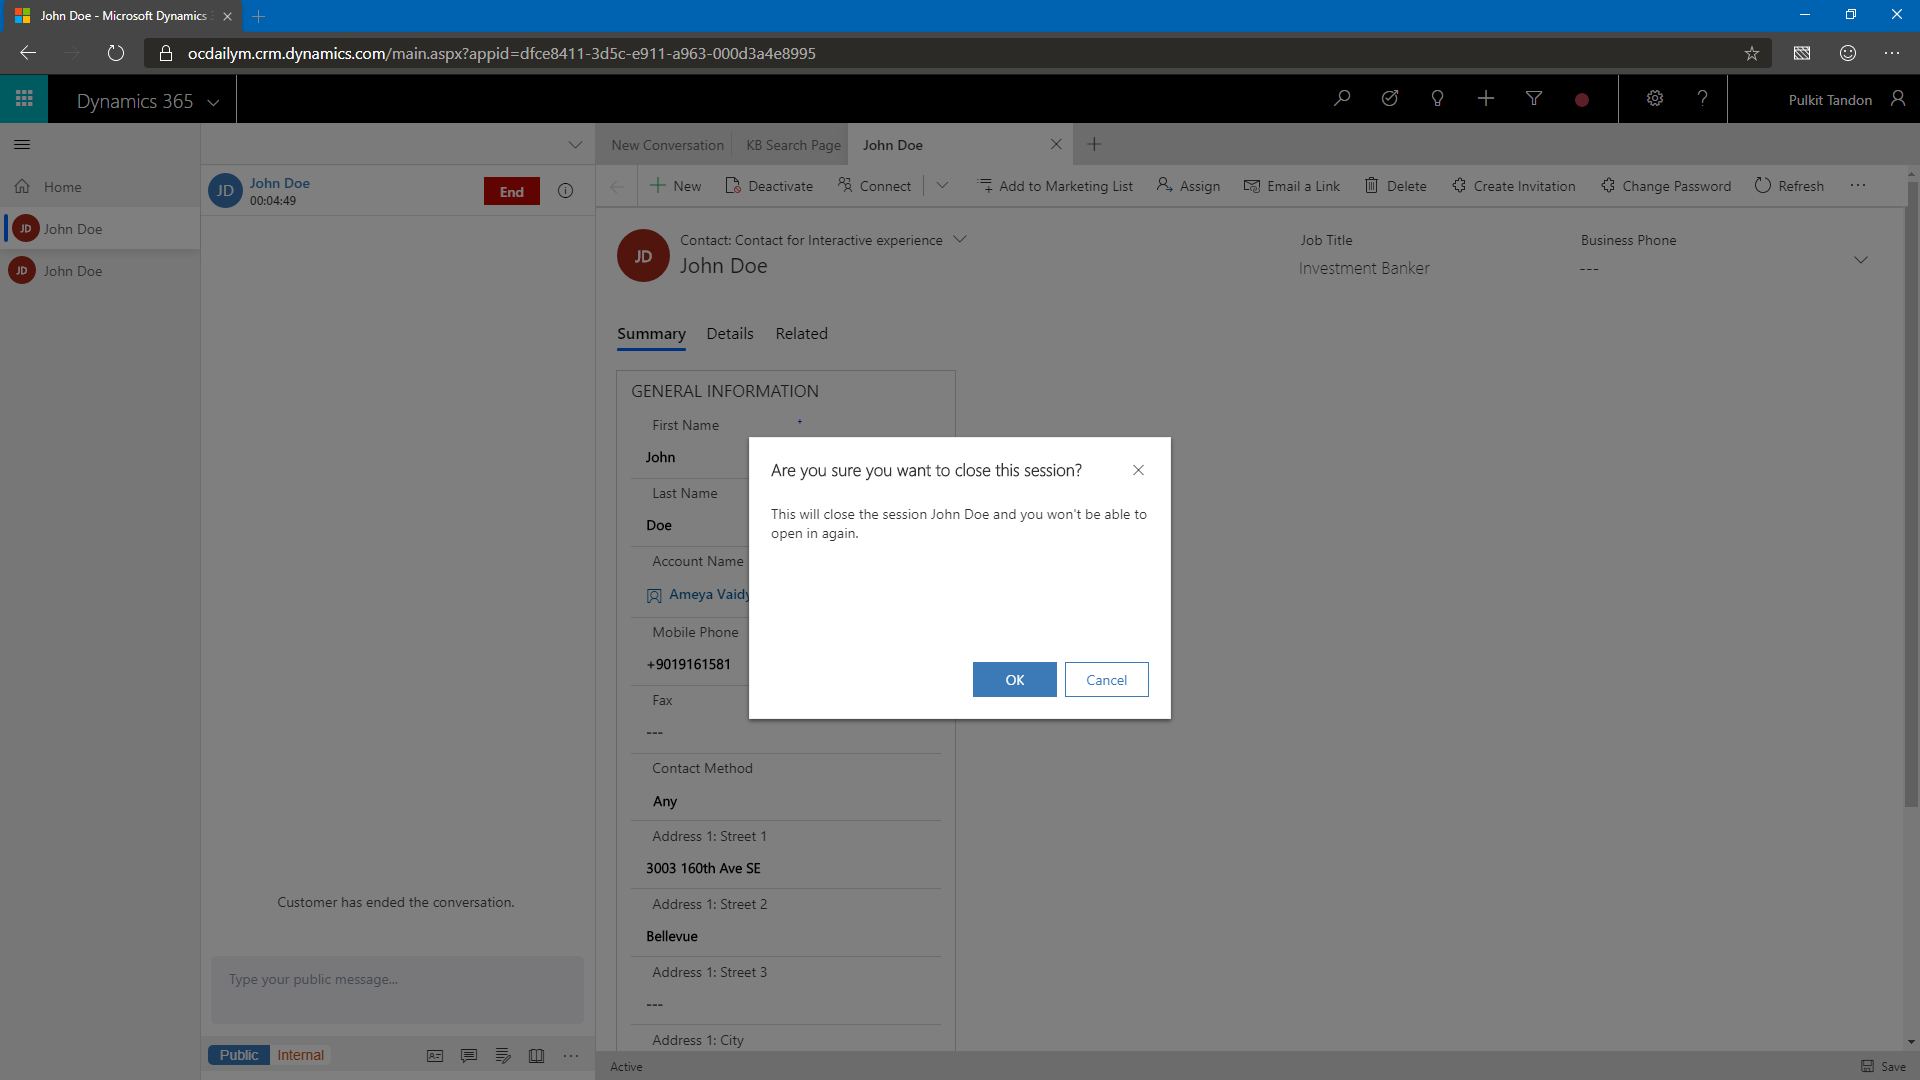 John Doe - Microsoft Dynamics
ocdailym.crm.dynamics.com/main.aspx?appid=dfce8411-3d5c-e911-a963-000d3a4e8995
Dynamics 365
Pulkit Tandon
Home
JD John Doe
JD John Doe
JD John Doe
00:04:49
End
Customer has ended the conversation.
Type your public message...
Public Internal
New Conversation KB Search Page John Doe
New Deactivate Connect Add to Marketing List Assign Email a Link Delete Create Invitation Change Password Refresh
JD
Contact: Contact for Interactive experience
John Doe
Job Title
Investment Banker
Business Phone
---
Summary Details Related
GENERAL INFORMATION
First Name
John
Last Name
Doe
Account Name
Ameya Vaidy
Mobile Phone
+9019161581
Fax
---
Contact Method
Any
Address 1: Street 1
3003 160th Ave SE
Address 1: Street 2
Bellevue
Address 1: Street 3
---
Address 1: City
Are you sure you want to close this session?
This will close the session John Doe and you won't be able to
open in again.
OK Cancel
Active
Save